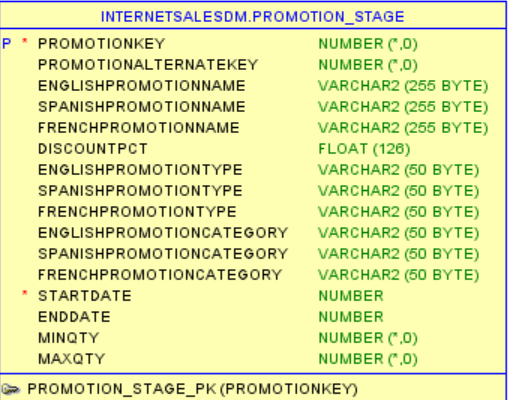 INTERNETSALESDM.PROMOTION_STAGE
P * PROMOTIONKEY NUMBER (*,0)
PROMOTIONALTERNATEKEY NUMBER (*,0)
ENGLISHPROMOTIONNAME VARCHAR2 (255 BYTE)
SPANISHPROMOTIONNAME VARCHAR2 (255 BYTE)
FRENCHPROMOTIONNAME VARCHAR2 (255 BYTE)
DISCOUNTPCT FLOAT (126)
ENGLISHPROMOTIONTYPE VARCHAR2 (50 BYTE)
SPANISHPROMOTIONTYPE VARCHAR2 (50 BYTE)
FRENCHPROMOTIONTYPE VARCHAR2 (50 BYTE)
ENGLISHPROMOTIONCATEGORY VARCHAR2 (50 BYTE)
SPANISHPROMOTIONCATEGORY VARCHAR2 (50 BYTE)
FRENCHPROMOTIONCATEGORY VARCHAR2 (50 BYTE)
* STARTDATE NUMBER
ENDDATE NUMBER
MINQTY NUMBER (*,0)
MAXQTY NUMBER (*,0)
PROMOTION_STAGE_PK (PROMOTIONKEY)